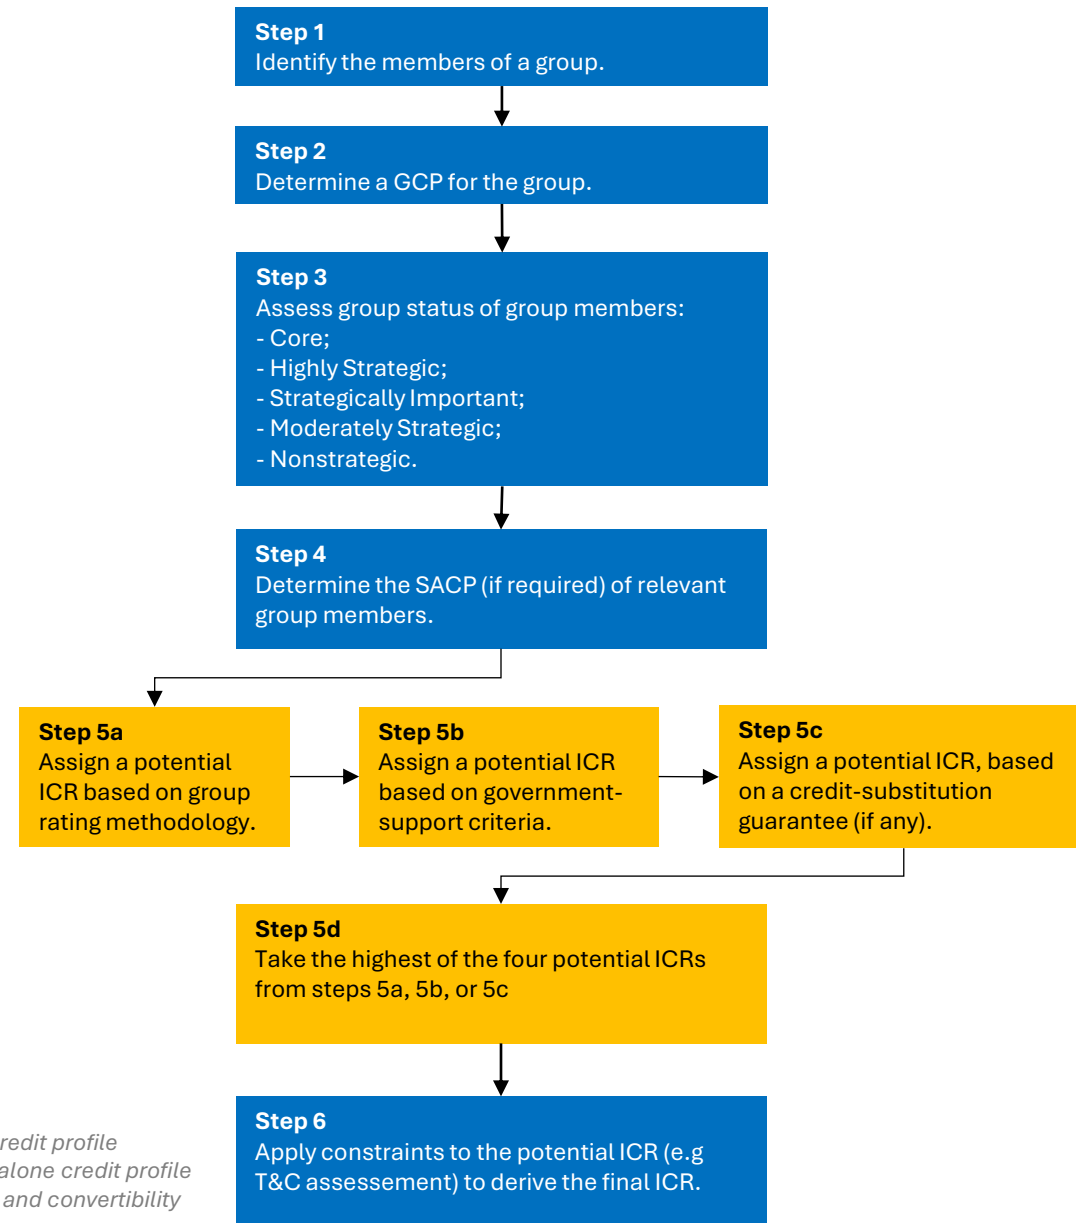 Step 1
Identify the members of a group.
Step 2
Determine a GCP for the group.
Step 3
Assess group status of group members:
- Core;
- Highly Strategic;
- Strategically Important;
- Moderately Strategic;
- Nonstrategic.
Step 4
Determine the SACP (if required) of relevant
group members.
Step 5a
Assign a potential
ICR based on group
rating methodology.
Step 5b
Assign a potential ICR
based on government-
support criteria.
Step 5c
Assign a potential ICR, based
on a credit-substitution
guarantee (if any).
Step 5d
Take the highest of the four potential ICRs
from steps 5a, 5b, or 5c
Step 6
Apply constraints to the potential ICR (e.g
T&C assessement) to derive the final ICR.
redit profile
alone credit profile
and convertibility